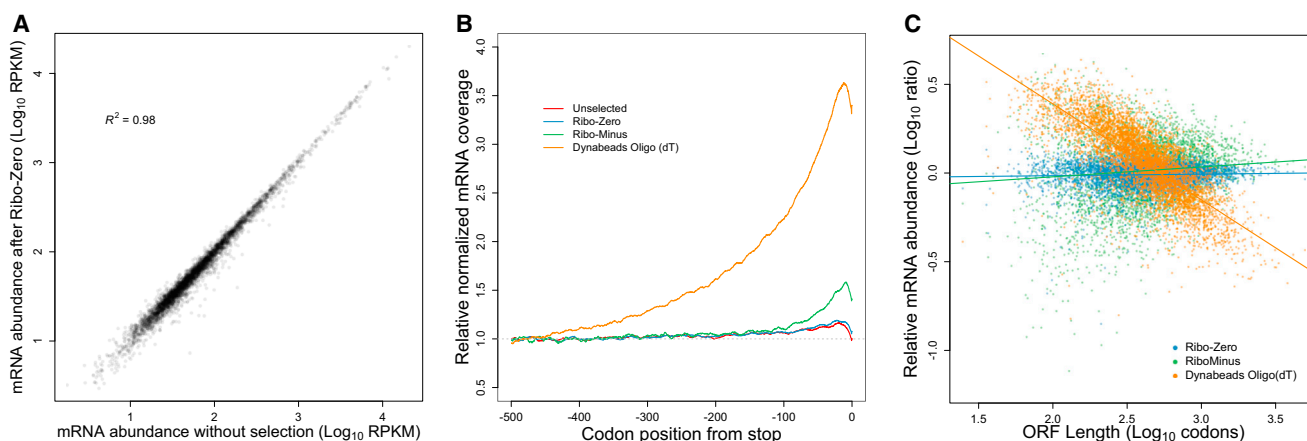 A
mRNA abundance after Ribo-Zero (Log10 RPKM)
4
3
2
1
R2 = 0.98
1
2
3
4
mRNA abundance without selection (Log10 RPKM)
B
Relative normalized mRNA coverage
4.0
3.5
3.0
2.5
2.0
1.5
1.0
0.5
Unselected
Ribo-Zero
Ribo-Minus
Dynabeads Oligo (dT)
-500
-400
-300
-200
-100
0
Codon position from stop
C
Relative mRNA abundance (Log10 ratio)
0.5
0.0
-0.5
-1.0
Ribo-Zero
RiboMinus
Dynabeads Oligo(dT)
1.5
2.0
2.5
3.0
3.5
ORF Length (Log10 codons)